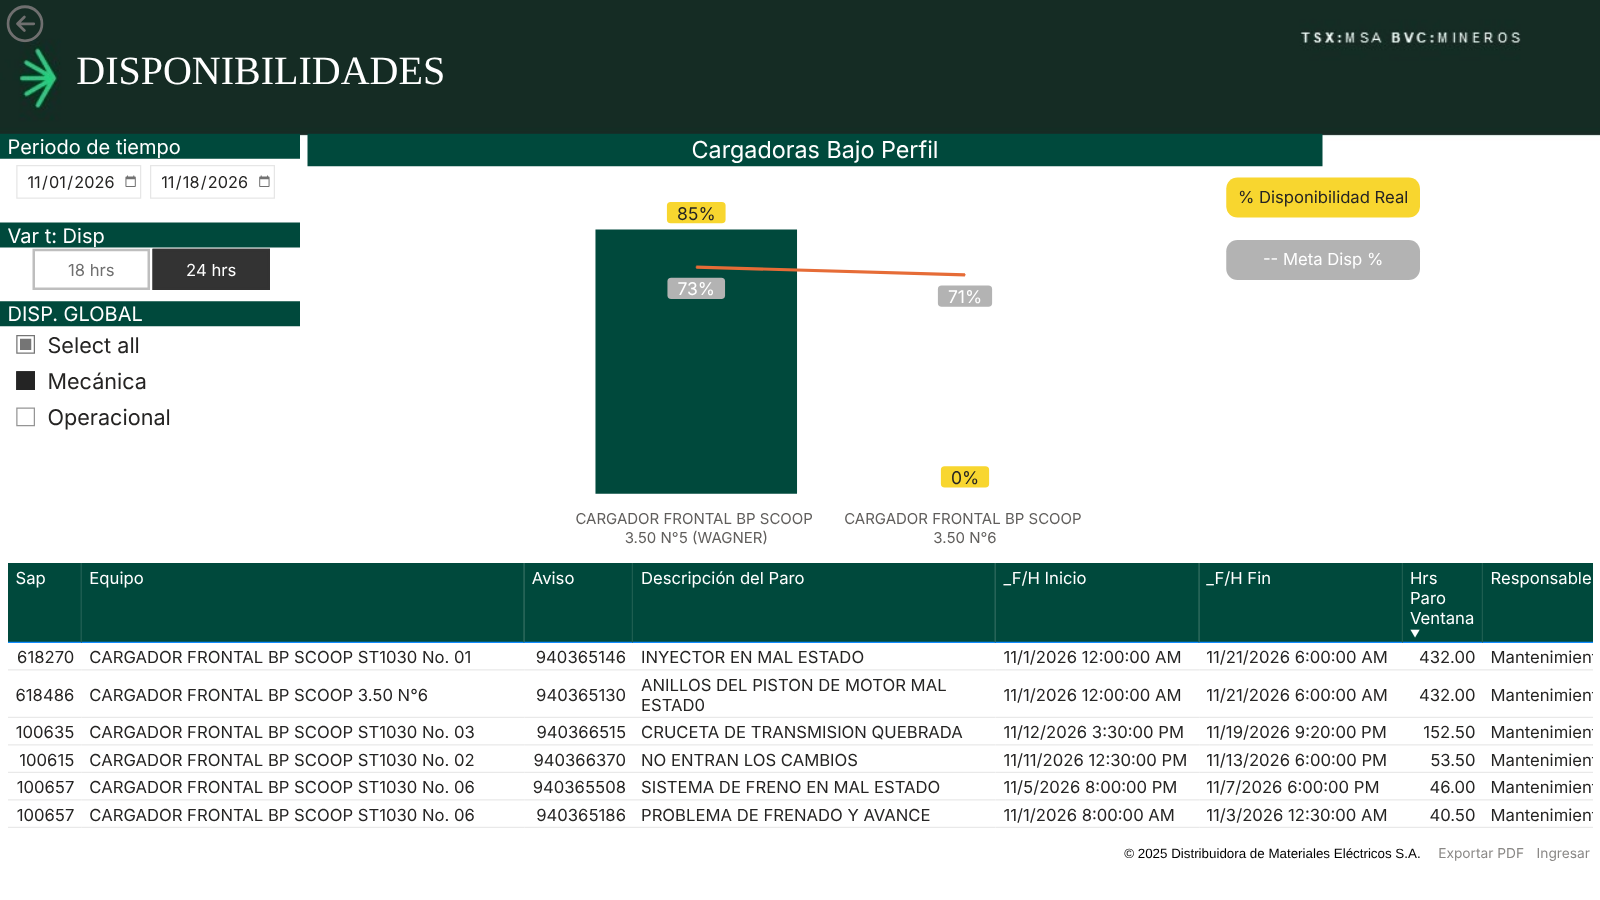 TSX:MSA BVC:MINEROS
DISPONIBILIDADES
Periodo de tiempo
11/01/2026 11/18/2026
Var t: Disp
18 hrs 24 hrs
DISP. GLOBAL
Select all
Mecánica
Operacional
Cargadoras Bajo Perfil
% Disponibilidad Real
-- Meta Disp %
85%
73%
71%
0%
CARGADOR FRONTAL BP SCOOP
3.50 N°5 (WAGNER)
CARGADOR FRONTAL BP SCOOP
3.50 N°6
Sap Equipo Aviso Descripción del Paro _F/H Inicio _F/H Fin Hrs Paro Ventana Responsable
618270 CARGADOR FRONTAL BP SCOOP ST1030 No. 01 940365146 INYECTOR EN MAL ESTADO 11/1/2026 12:00:00 AM 11/21/2026 6:00:00 AM 432.00 Mantenimien
618486 CARGADOR FRONTAL BP SCOOP 3.50 N°6 940365130 ANILLOS DEL PISTON DE MOTOR MAL ESTAD0 11/1/2026 12:00:00 AM 11/21/2026 6:00:00 AM 432.00 Mantenimien
100635 CARGADOR FRONTAL BP SCOOP ST1030 No. 03 940366515 CRUCETA DE TRANSMISION QUEBRADA 11/12/2026 3:30:00 PM 11/19/2026 9:20:00 PM 152.50 Mantenimien
100615 CARGADOR FRONTAL BP SCOOP ST1030 No. 02 940366370 NO ENTRAN LOS CAMBIOS 11/11/2026 12:30:00 PM 11/13/2026 6:00:00 PM 53.50 Mantenimien
100657 CARGADOR FRONTAL BP SCOOP ST1030 No. 06 940365508 SISTEMA DE FRENO EN MAL ESTADO 11/5/2026 8:00:00 PM 11/7/2026 6:00:00 PM 46.00 Mantenimien
100657 CARGADOR FRONTAL BP SCOOP ST1030 No. 06 940365186 PROBLEMA DE FRENADO Y AVANCE 11/1/2026 8:00:00 AM 11/3/2026 12:30:00 AM 40.50 Mantenimien
© 2025 Distribuidora de Materiales Eléctricos S.A. Exportar PDF Ingresar